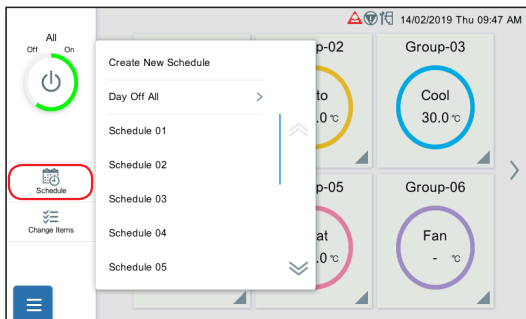 14/02/2019 Thu 09:47 AM
All
Off On
Schedule
Change Items
Create New Schedule
Day Off All
Schedule 01
Schedule 02
Schedule 03
Schedule 04
Schedule 05
p-02
to
.0 °C
Group-03
Cool
30.0 °C
p-05
at
.0 °C
Group-06
Fan
- °C